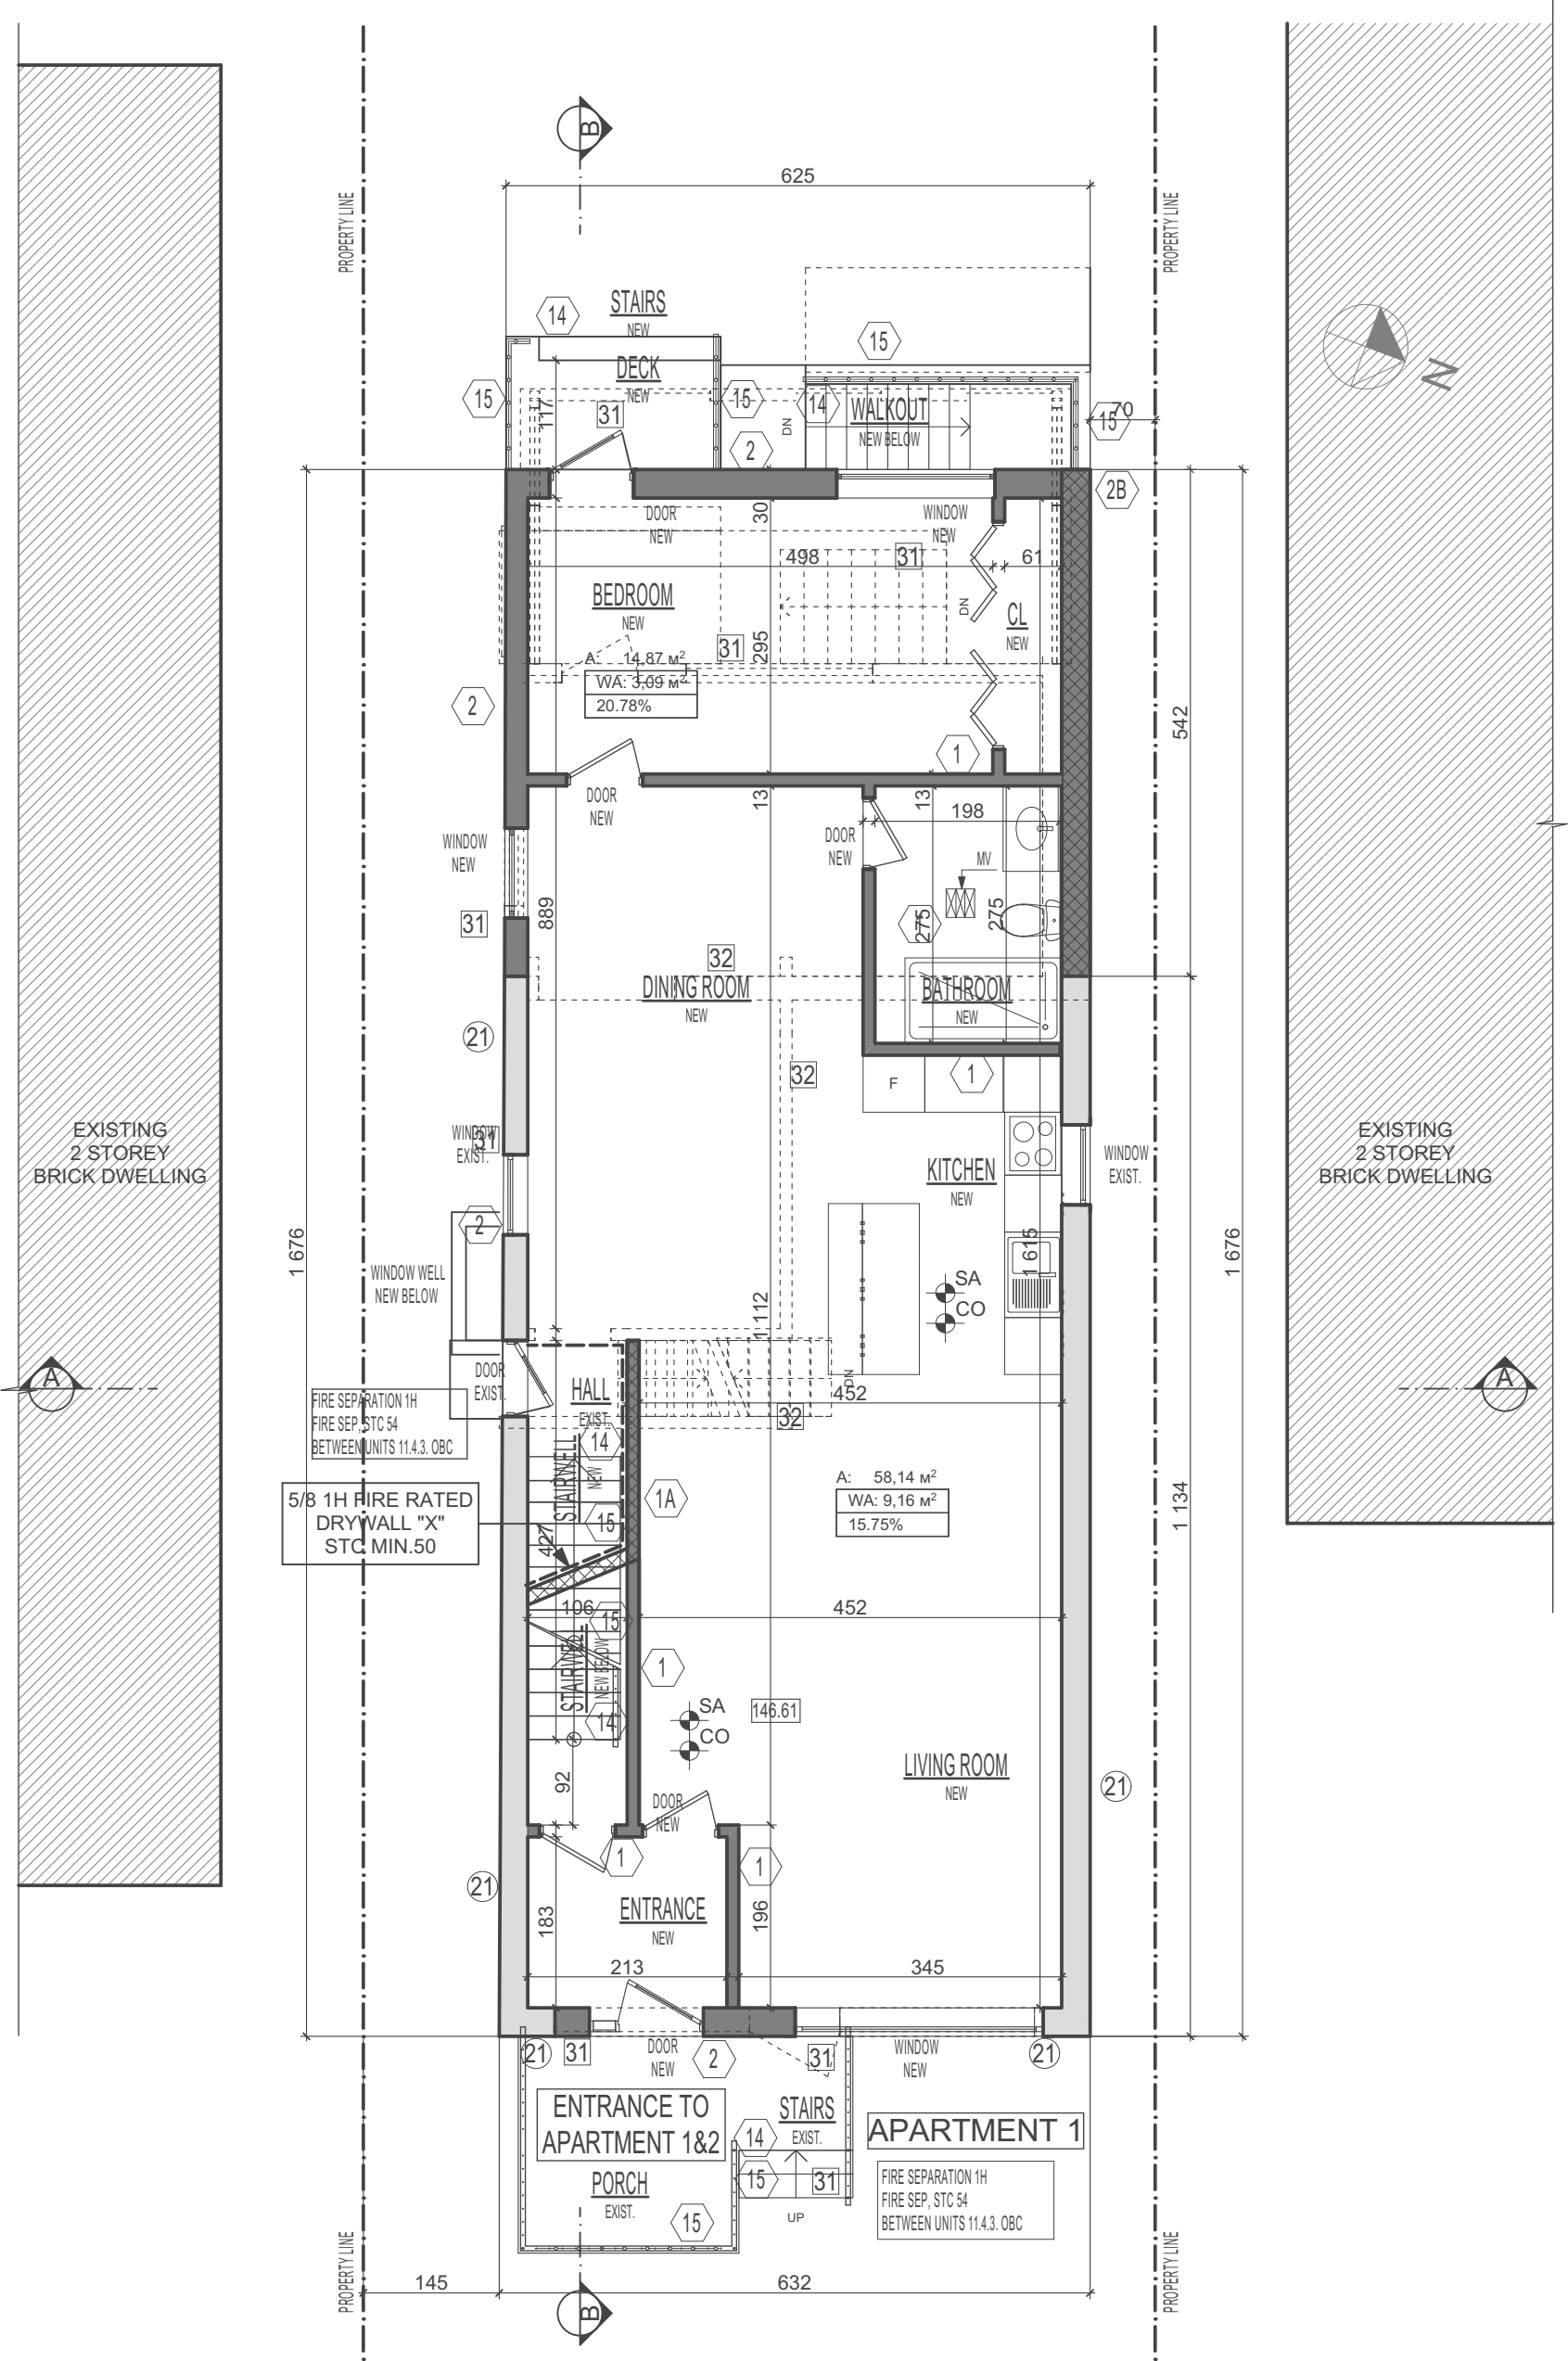 B
625
PROPERTY LINE
PROPERTY LINE
STAIRS
NEW
14
15
DECK
NEW
15
15
14
WALKOUT
NEW BELOW
DN
70
15
117
31
2
2B
N
DOOR
NEW
30
WINDOW
NEW
498
31
61
BEDROOM
NEW
DN
CL
NEW
295
31
A: 14,87 м²
WA: 3,09 м²
20.78%
2
542
1
DOOR
NEW
13
13
198
WINDOW
NEW
DOOR
NEW
MV
31
889
275
275
32
DINING ROOM
NEW
BATHROOM
NEW
21
32
F
1
EXISTING
2 STOREY
BRICK DWELLING
WINDOW
EXIST.
31
KITCHEN
NEW
WINDOW
EXIST.
EXISTING
2 STOREY
BRICK DWELLING
2
1 676
1 615
1 676
WINDOW WELL
NEW BELOW
SA
CO
1 112
A
DOOR
EXIST.
HALL
EXIST.
DN
452
A
FIRE SEPARATION 1H
FIRE SEP, STC 54
BETWEEN UNITS 11.4.3. OBC
32
14
STAIRWELL
NEW
A: 58,14 м²
WA: 9,16 м²
15.75%
5/8 1H FIRE RATED
DRYWALL "X"
STC MIN.50
1A
15
427
1 134
106
15
452
STAIRWELL
NEW BELOW
1
14
146.61
SA
CO
LIVING ROOM
NEW
92
21
DOOR
NEW
1
1
21
ENTRANCE
NEW
183
196
213
345
21
31
DOOR
NEW
2
31
WINDOW
NEW
21
ENTRANCE TO
APARTMENT 1&2
STAIRS
EXIST.
14
APARTMENT 1
15
31
PORCH
EXIST.
FIRE SEPARATION 1H
FIRE SEP, STC 54
BETWEEN UNITS 11.4.3. OBC
15
UP
PROPERTY LINE
PROPERTY LINE
145
632
B